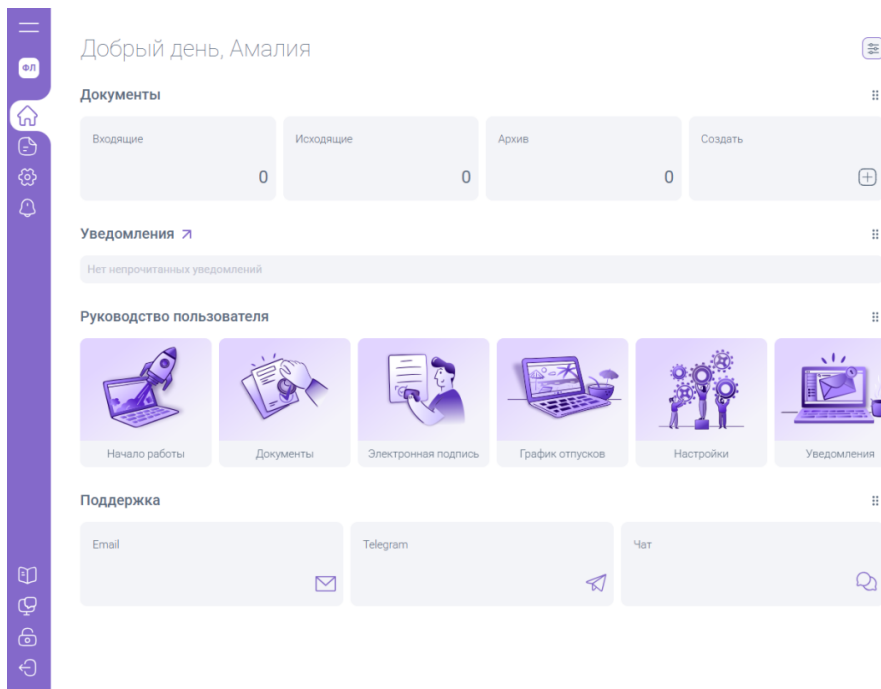 Добрый день, Амалия
ФЛ
Документы
Входящие
Исходящие
Архив
Создать
0
0
0
Уведомления
Нет непрочитанных уведомлений
Руководство пользователя
Начало работы
Документы
Электронная подпись
График отпусков
Настройки
Уведомления
Поддержка
Email
Telegram
Чат